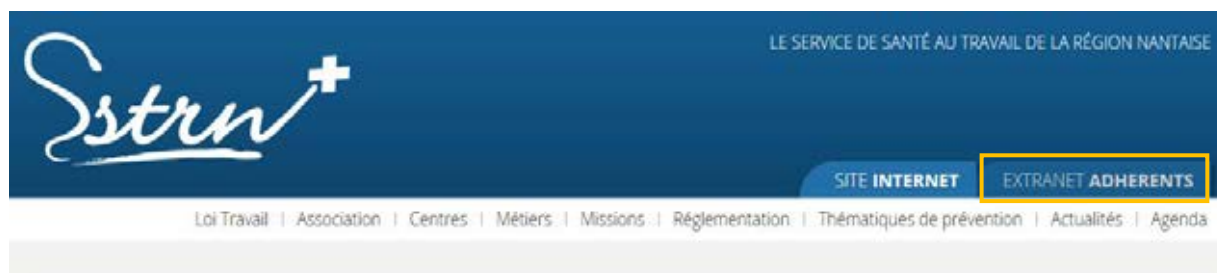 LE SERVICE DE SANTÉ AU TRAVAIL DE LA RÉGION NANTAISE
Sstrn
SITE INTERNET EXTRANET ADHERENTS
Loi Travail | Association | Centres | Métiers | Missions | Réglementation | Thématiques de prévention | Actualités | Agenda